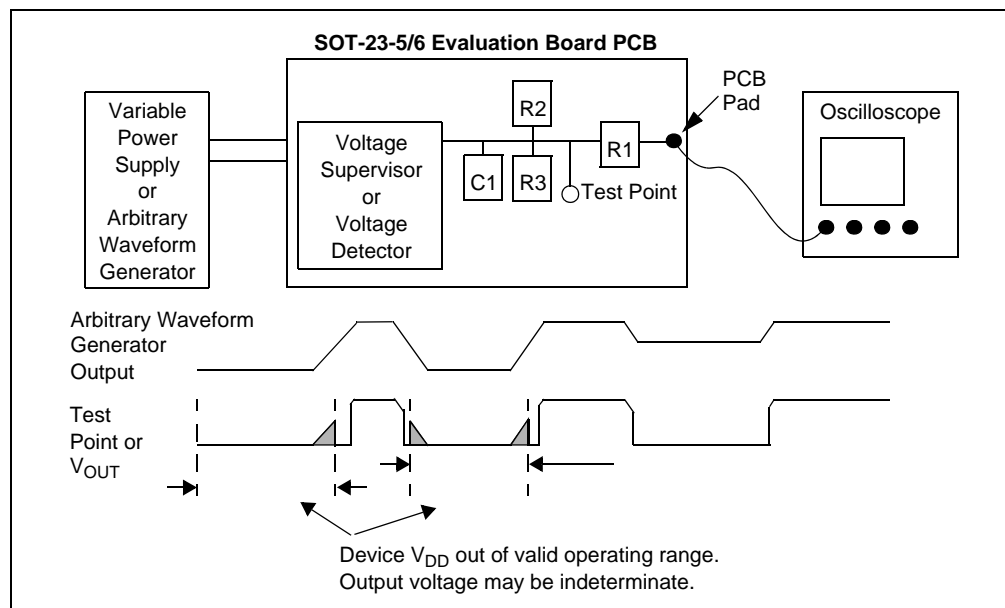 SOT-23-5/6 Evaluation Board PCB
Variable
Power
Supply
or
Arbitrary
Waveform
Generator
Voltage
Supervisor
or
Voltage
Detector
R2
C1
R3
R1
Test Point
PCB
Pad
Oscilloscope
Arbitrary Waveform
Generator
Output
Test
Point or
VOUT
Device VDD out of valid operating range.
Output voltage may be indeterminate.